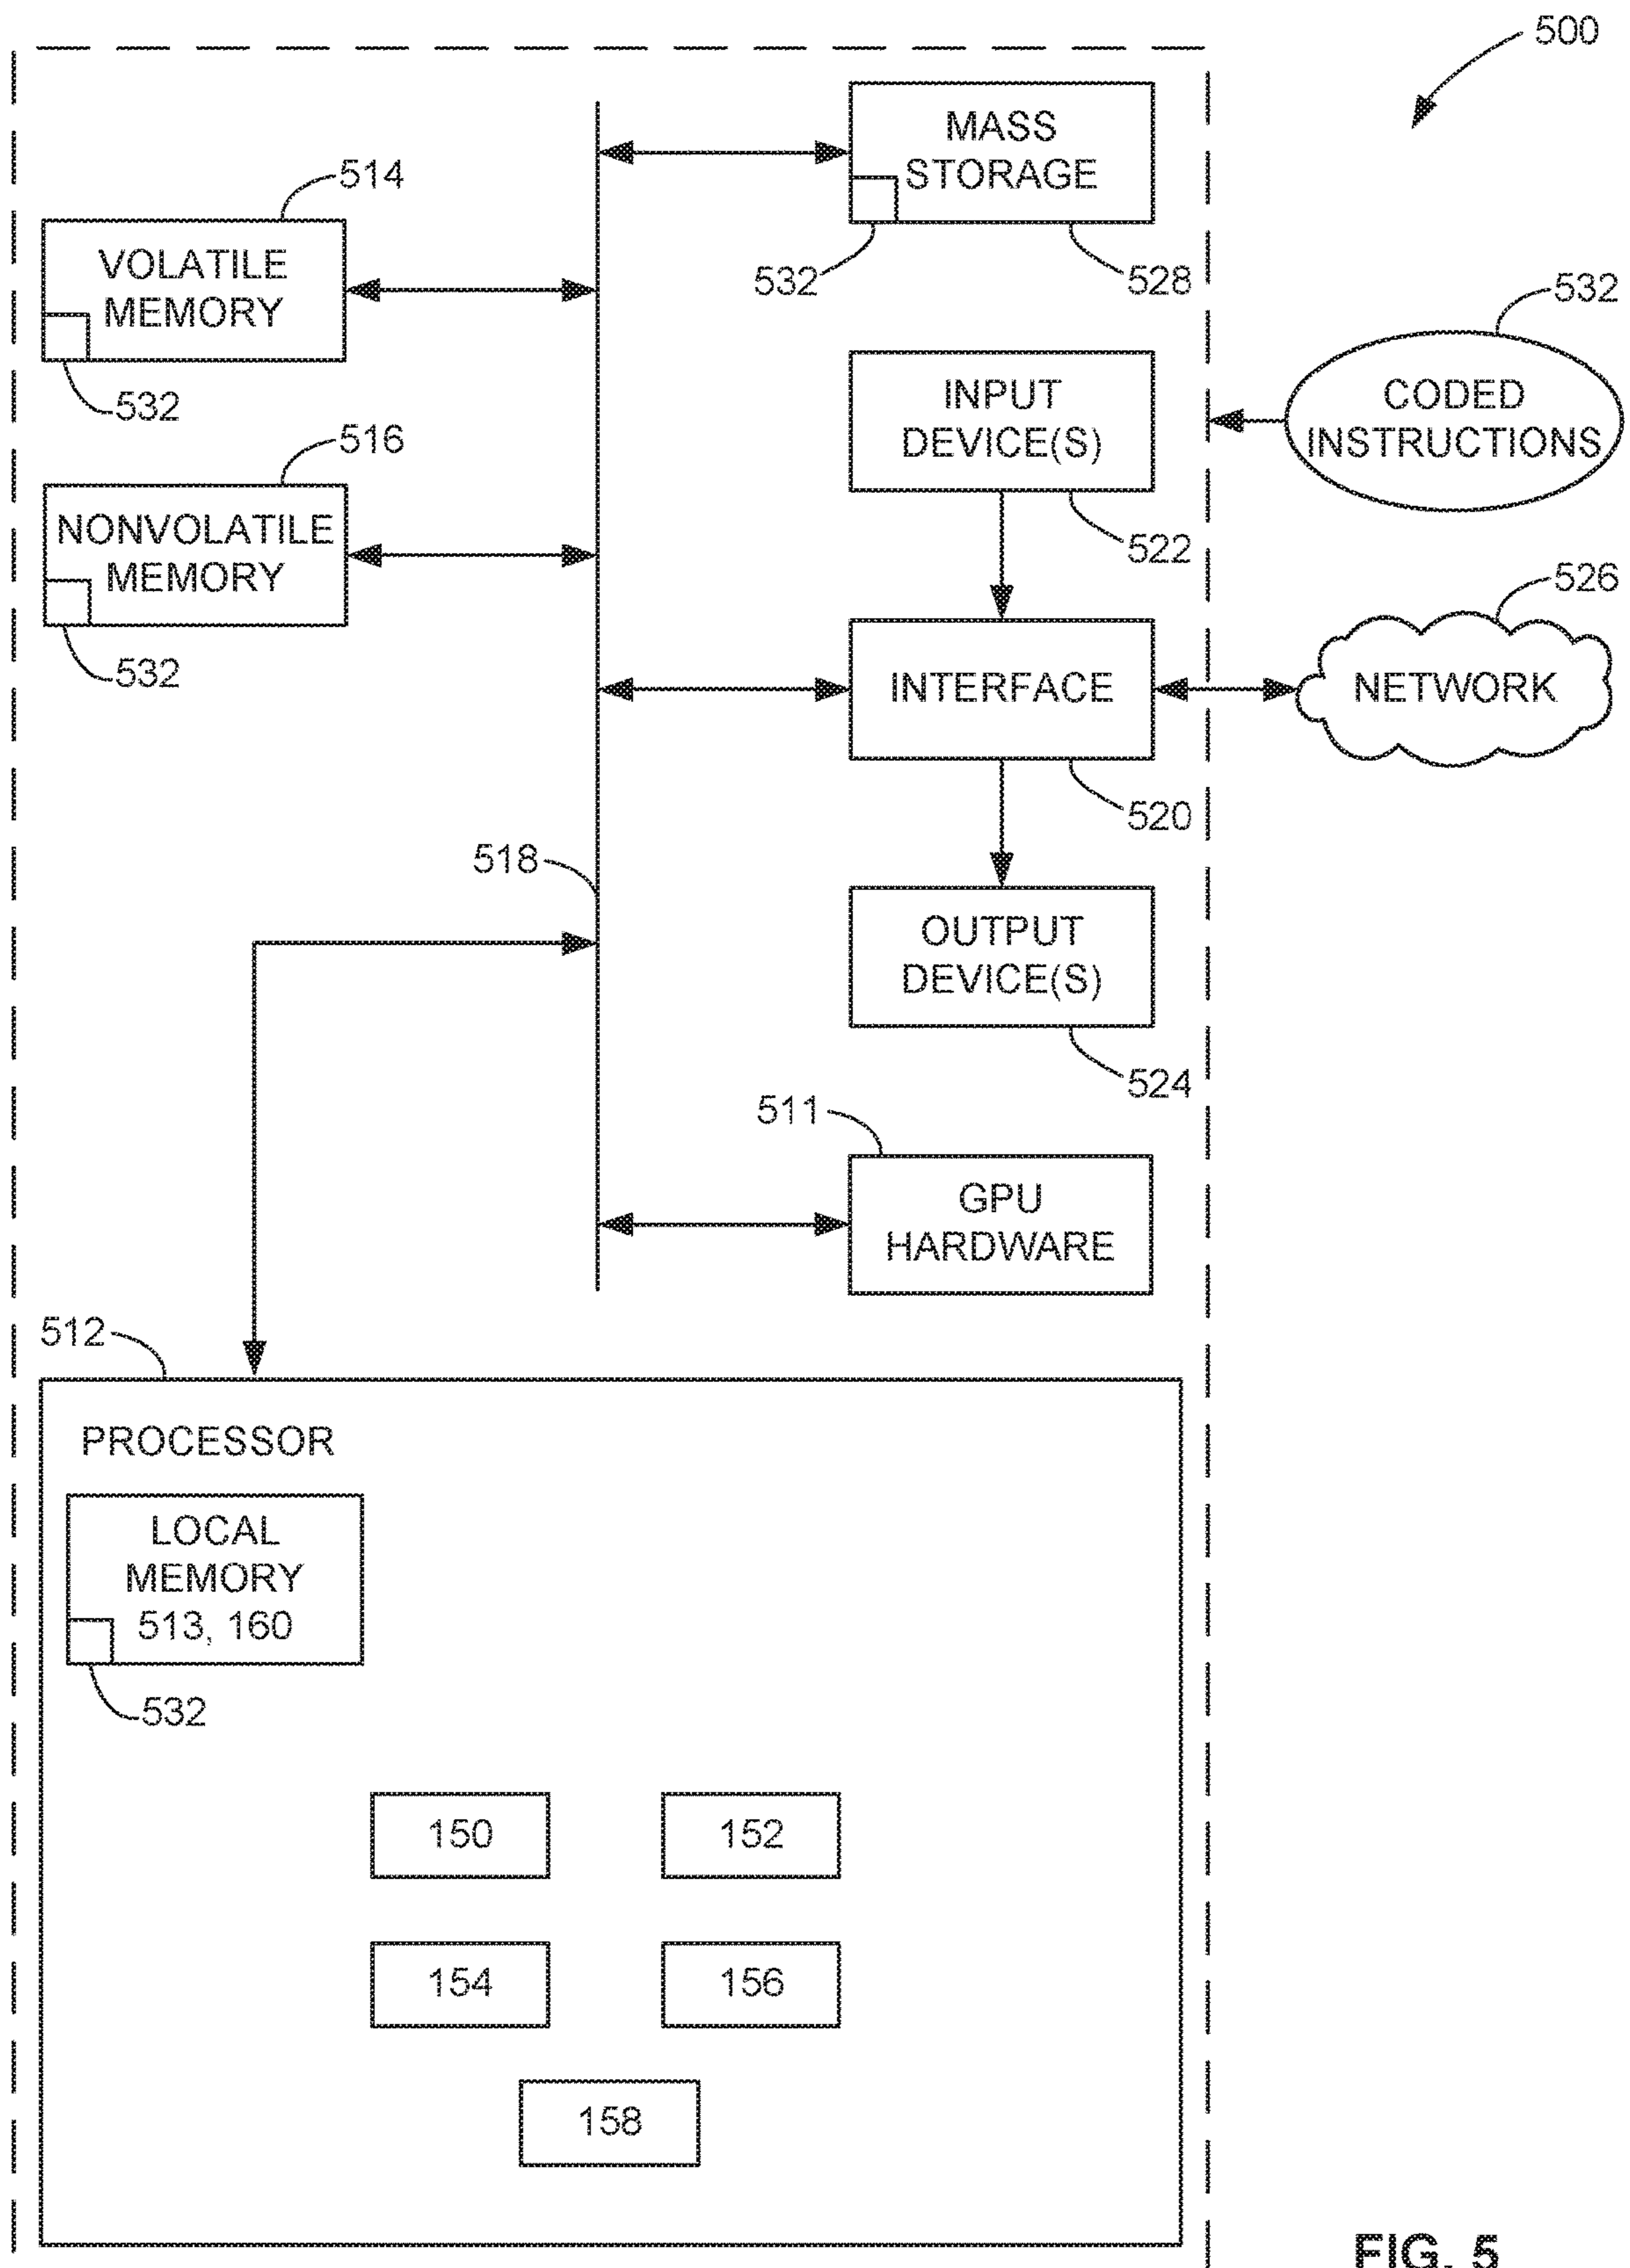 500
MASS
STORAGE
514
VOLATILE
MEMORY
532
528
532
532
CODED
INSTRUCTIONS
INPUT
DEVICE(S)
516
NONVOLATILE
MEMORY
522
526
532
INTERFACE
NETWORK
520
518
OUTPUT
DEVICE(S)
524
511
GPU
HARDWARE
512
PROCESSOR
LOCAL
MEMORY
513, 160
532
150
152
154
156
158
FIG. 5